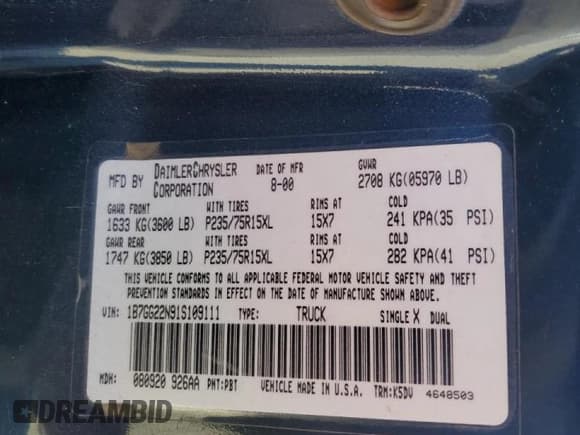 MFD BY DAIMLERCHRYSLER CORPORATION DATE OF MFR 8-00 GVWR 2708 KG(05970 LB)
GAWR FRONT WITH TIRES RIMS AT COLD
1633 KG(3600 LB) P235/75R15XL 15X7 241 KPA(35 PSI)
GAWR REAR WITH TIRES RIMS AT COLD
1747 KG(3850 LB) P235/75R15XL 15X7 282 KPA(41 PSI)
THIS VEHICLE CONFORMS TO ALL APPLICABLE FEDERAL MOTOR VEHICLE SAFETY AND THEFT
PREVENTION STANDARDS IN EFFECT ON THE DATE OF MANUFACTURE SHOWN ABOVE.
VIN: 1B7GG22N91S109111 TYPE: TRUCK SINGLE X DUAL
MDH: 080920 926AA PNT:PBT VEHICLE MADE IN U.S.A. TRM:K5DV 4648503
DREAMBID